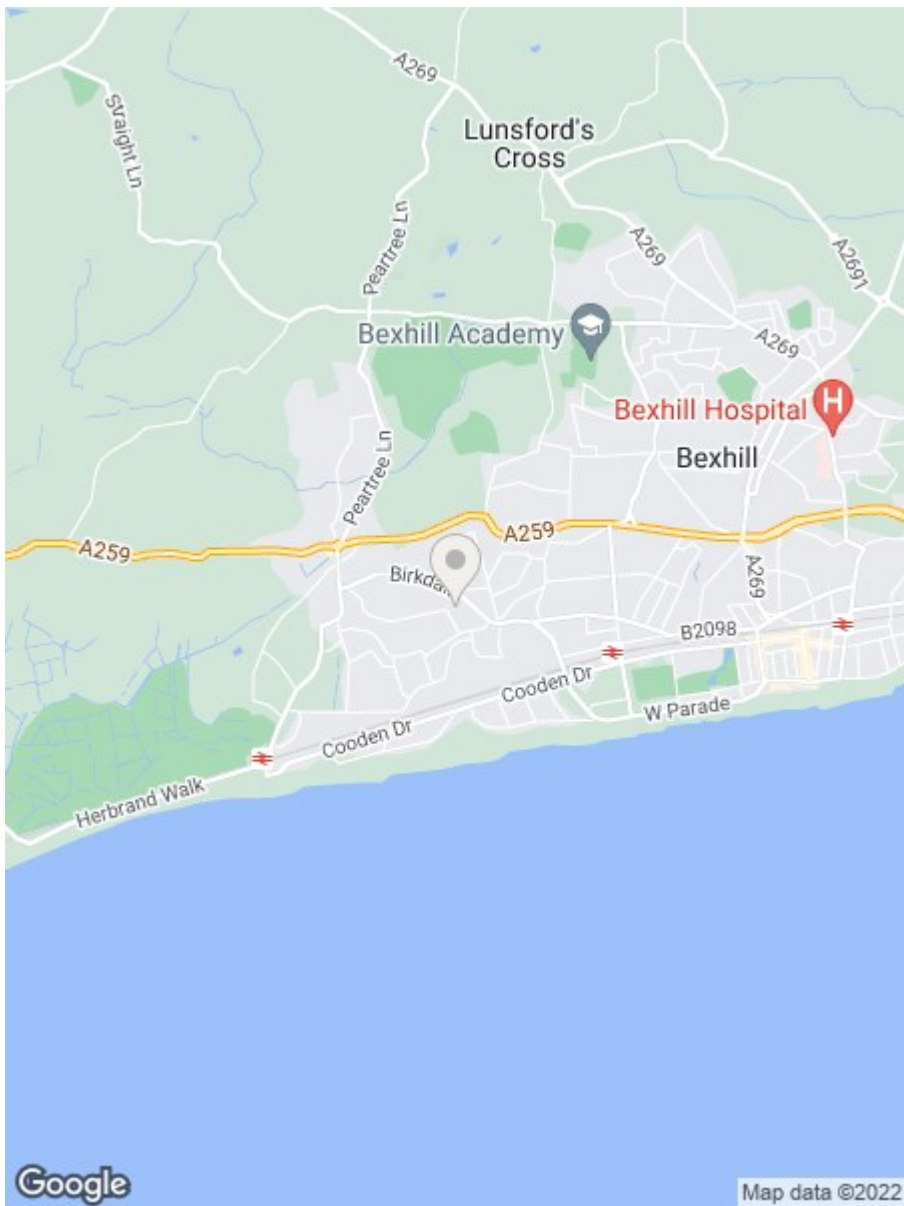 A269
Lunsford's
Cross
Straight Ln
Peartree Ln
A269
A2691
Bexhill Academy
A269
Bexhill Hospital
H
Bexhill
Peartree Ln
A259
A259
A269
B2098
Cooden Dr
W Parade
Cooden Dr
Herbrand Walk
Google
Map data ©2022